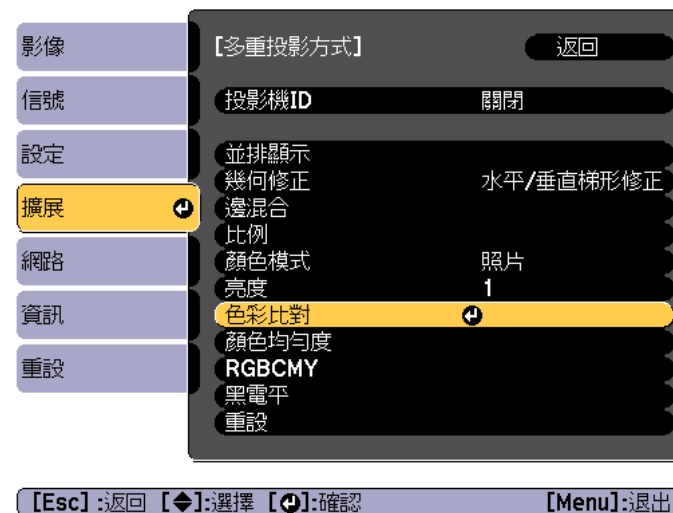 影像
信號
設定
擴展
網路
資訊
重設
[多重投影方式] 返回
投影機ID 關閉
並排顯示
幾何修正 水平/垂直梯形修正
邊混合
比例
顏色模式 照片
亮度 1
色彩比對
顏色均勻度
RGBCMY
黑電平
重設
[Esc] :返回 [◆]:選擇 [⏎]:確認 [Menu]:退出